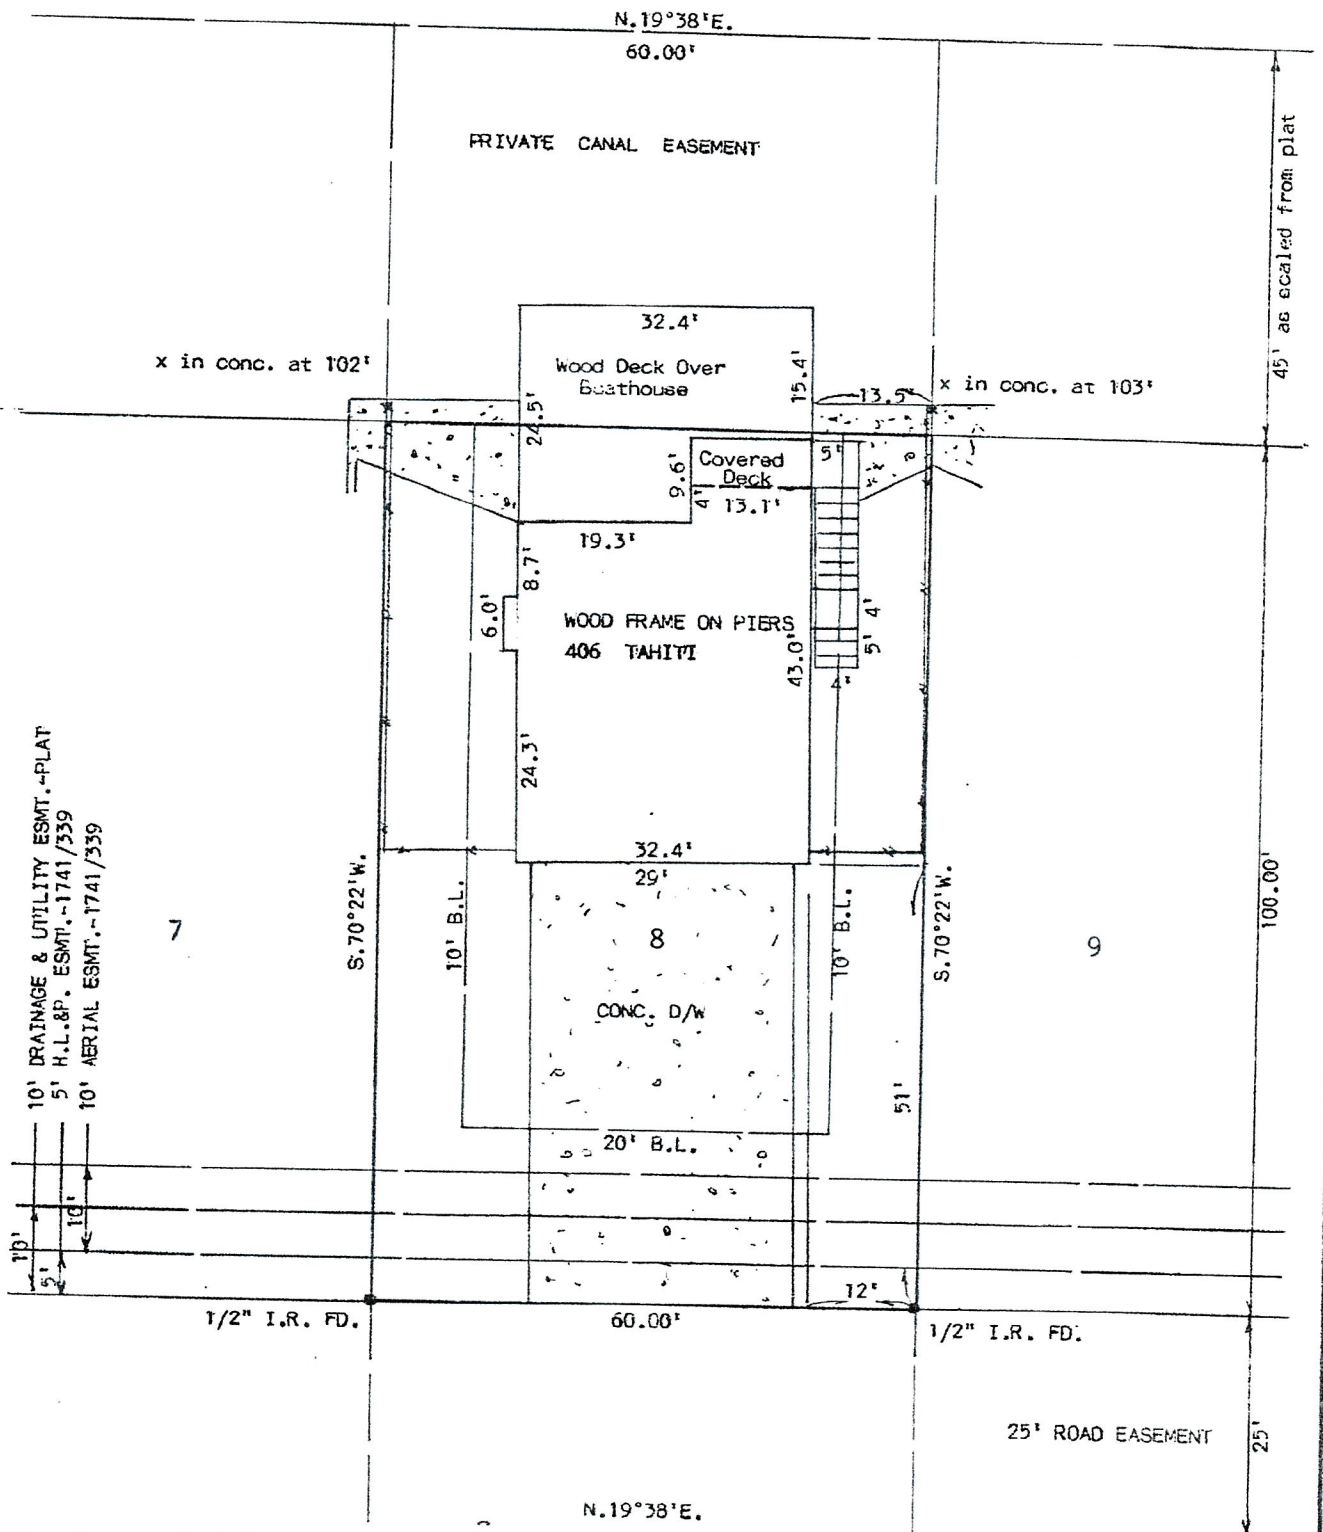 N.19°38'E.
60.00'
PRIVATE CANAL EASEMENT
45' as scaled from plat
32.4'
Wood Deck Over
Boathouse
15.4'
24.5'
x in conc. at 102'
13.5'
x in conc. at 103'
5'
Covered
Deck
9.6'
4'
13.1'
19.3'
8.7'
6.0'
WOOD FRAME ON PIERS
406 TAHITI
43.0'
4'
5'
4'
24.3'
32.4'
29'
10' DRAINAGE & UTILITY ESMT.-PLAT
5' H.L.&P. ESMT.-1741/339
10' AERIAL ESMT.-1741/339
7
S.70°22'W.
10' B.L.
8
CONC. D/W
10' B.L.
S.70°22'W.
9
100.00'
51'
20' B.L.
10'
10'
5'
12'
1/2" I.R. FD.
60.00'
1/2" I.R. FD.
25' ROAD EASEMENT
25'
N.19°38'E.